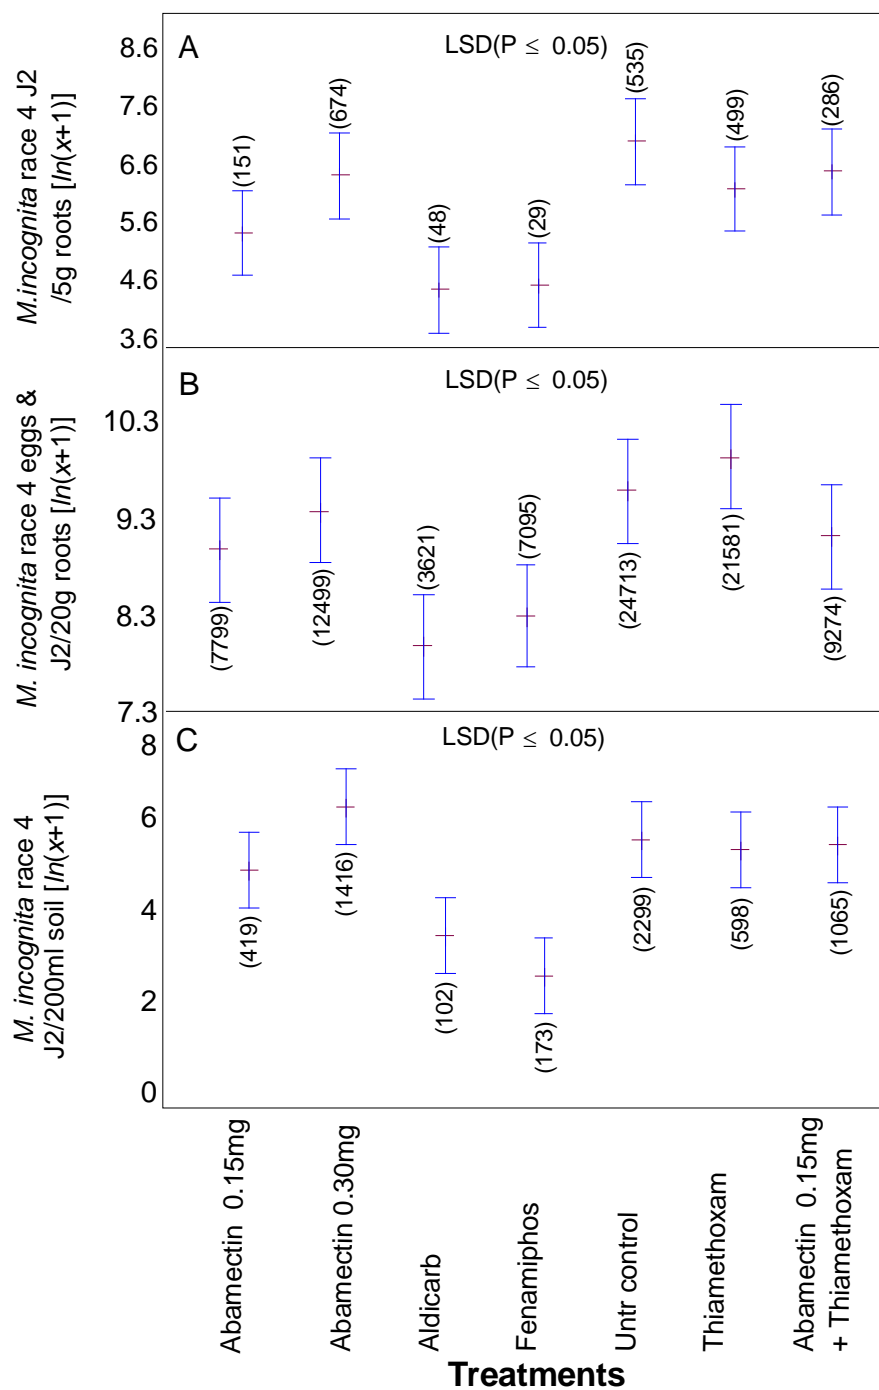 A
LSD(P ≤ 0.05)
M.incognita race 4 J2
/5g roots [ln(x+1)]
8.6
7.6
6.6
5.6
4.6
3.6
(151)
(674)
(48)
(29)
(535)
(499)
(286)
B
LSD(P ≤ 0.05)
M. incognita race 4 eggs &
J2/20g roots [ln(x+1)]
10.3
9.3
8.3
7.3
(7799)
(12499)
(3621)
(7095)
(24713)
(21581)
(9274)
C
LSD(P ≤ 0.05)
M. incognita race 4
J2/200ml soil [ln(x+1)]
8
6
4
2
0
(419)
(1416)
(102)
(173)
(2299)
(598)
(1065)
Abamectin 0.15mg
Abamectin 0.30mg
Aldicarb
Fenamiphos
Untr control
Thiamethoxam
Abamectin 0.15mg
+ Thiamethoxam
Treatments